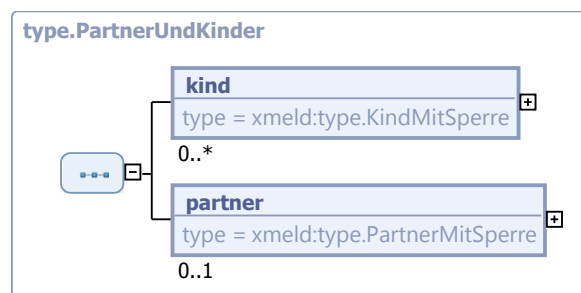 type.PartnerUndKinder
kind
type = xmeld:type.KindMitSperre
0..*
partner
type = xmeld:type.PartnerMitSperre
0..1